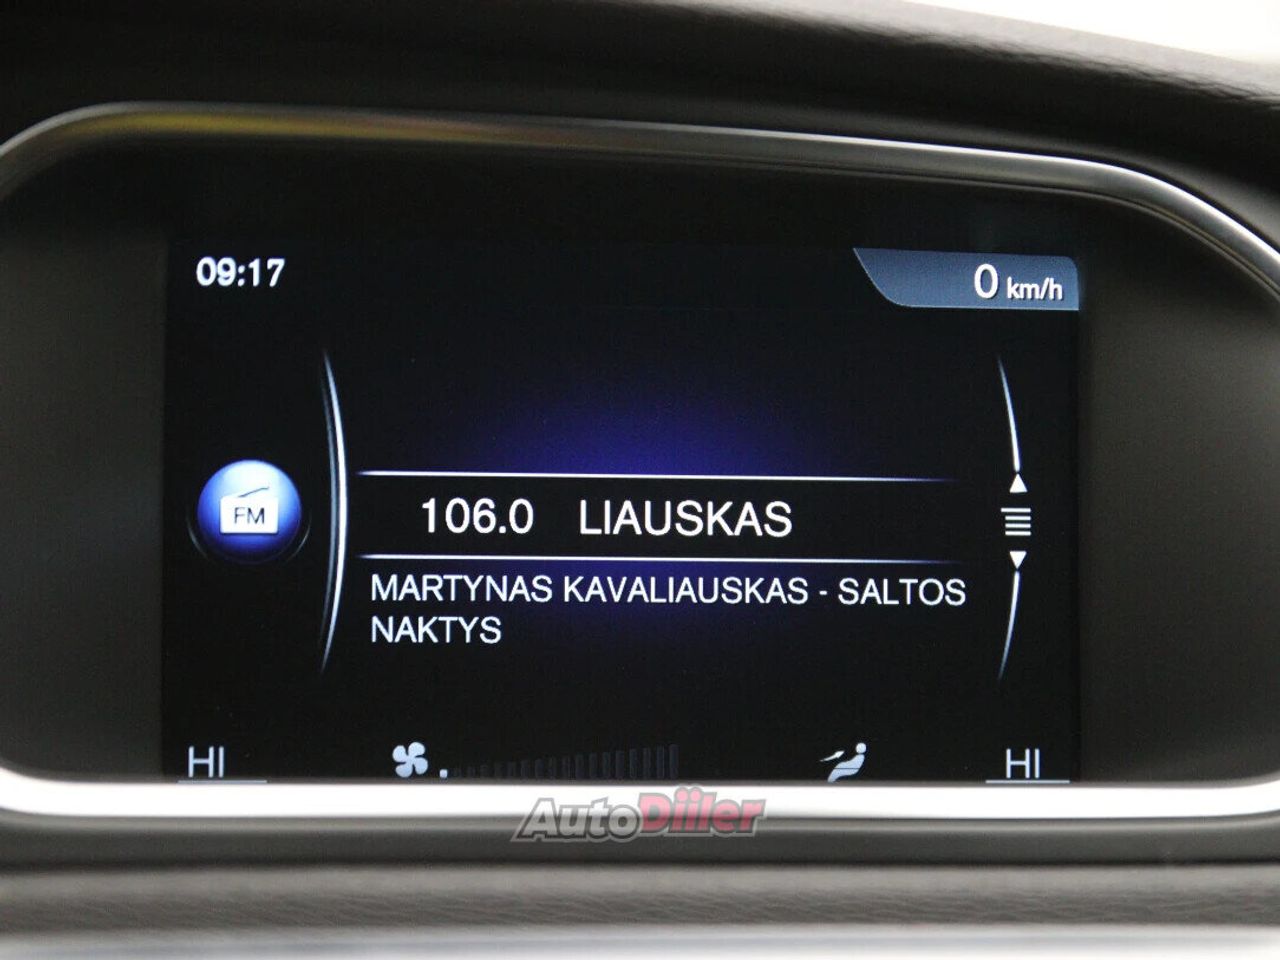 09:17
0 km/h
FM
106.0 LIAUSKAS
MARTYNAS KAVALIAUSKAS - SALTOS
NAKTYS
HI
HI
AutoDiiler